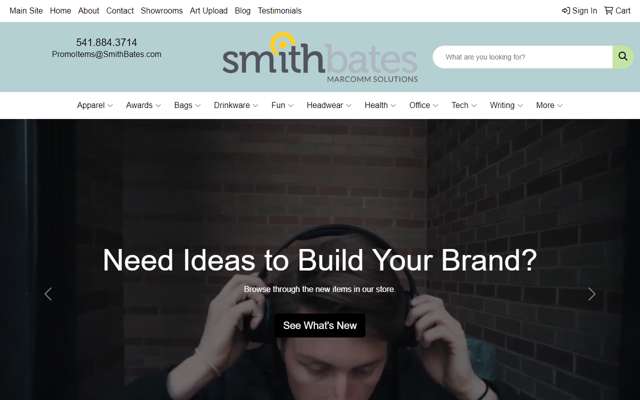 Main Site Home About Contact Showrooms Art Upload Blog Testimonials Sign In Cart
541.884.3714
PromoItems@SmithBates.com
smithbates
MARCOMM SOLUTIONS
What are you looking for?
Apparel Awards Bags Drinkware Fun Headwear Health Office Tech Writing More
Need Ideas to Build Your Brand?
Browse through the new items in our store.
See What's New